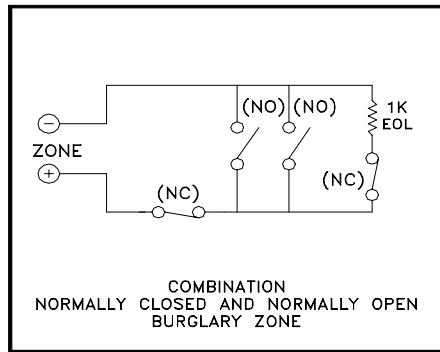 (NO) (NO)
1K
EOL
−
ZONE
+
(NC)
(NC)
COMBINATION
NORMALLY CLOSED AND NORMALLY OPEN
BURGLARY ZONE